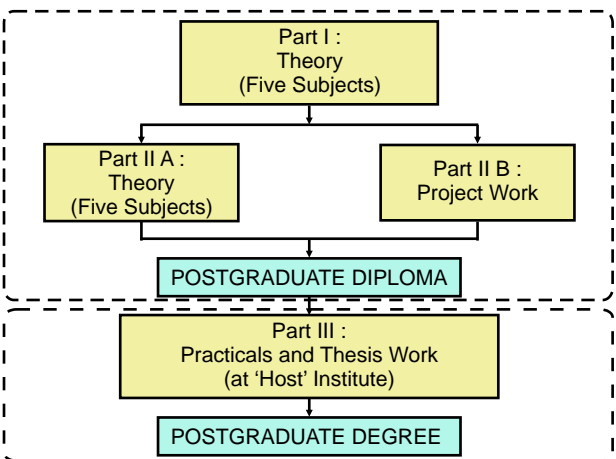 Part I :
Theory
(Five Subjects)
Part II A :
Theory
(Five Subjects)
Part II B :
Project Work
POSTGRADUATE DIPLOMA
Part III :
Practicals and Thesis Work
(at ‘Host’ Institute)
POSTGRADUATE DEGREE